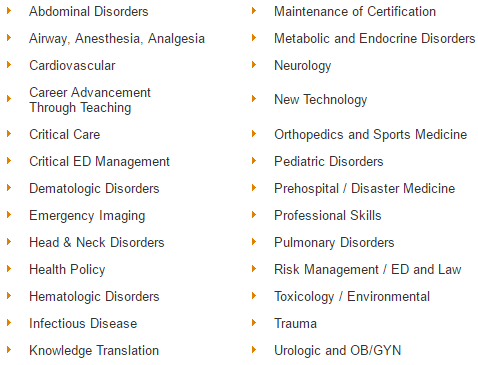 Abdominal Disorders
Airway, Anesthesia, Analgesia
Cardiovascular
Career Advancement
Through Teaching
Critical Care
Critical ED Management
Dematologic Disorders
Emergency Imaging
Head & Neck Disorders
Health Policy
Hematologic Disorders
Infectious Disease
Knowledge Translation
Maintenance of Certification
Metabolic and Endocrine Disorders
Neurology
New Technology
Orthopedics and Sports Medicine
Pediatric Disorders
Prehospital / Disaster Medicine
Professional Skills
Pulmonary Disorders
Risk Management / ED and Law
Toxicology / Environmental
Trauma
Urologic and OB/GYN